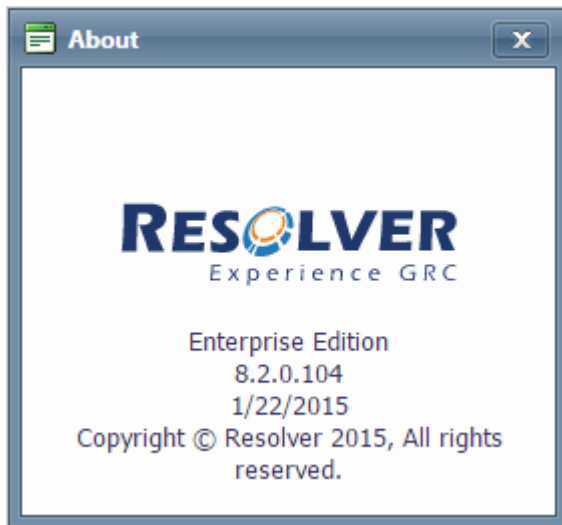 About
RESOLVER
Experience GRC
Enterprise Edition
8.2.0.104
1/22/2015
Copyright © Resolver 2015, All rights
reserved.